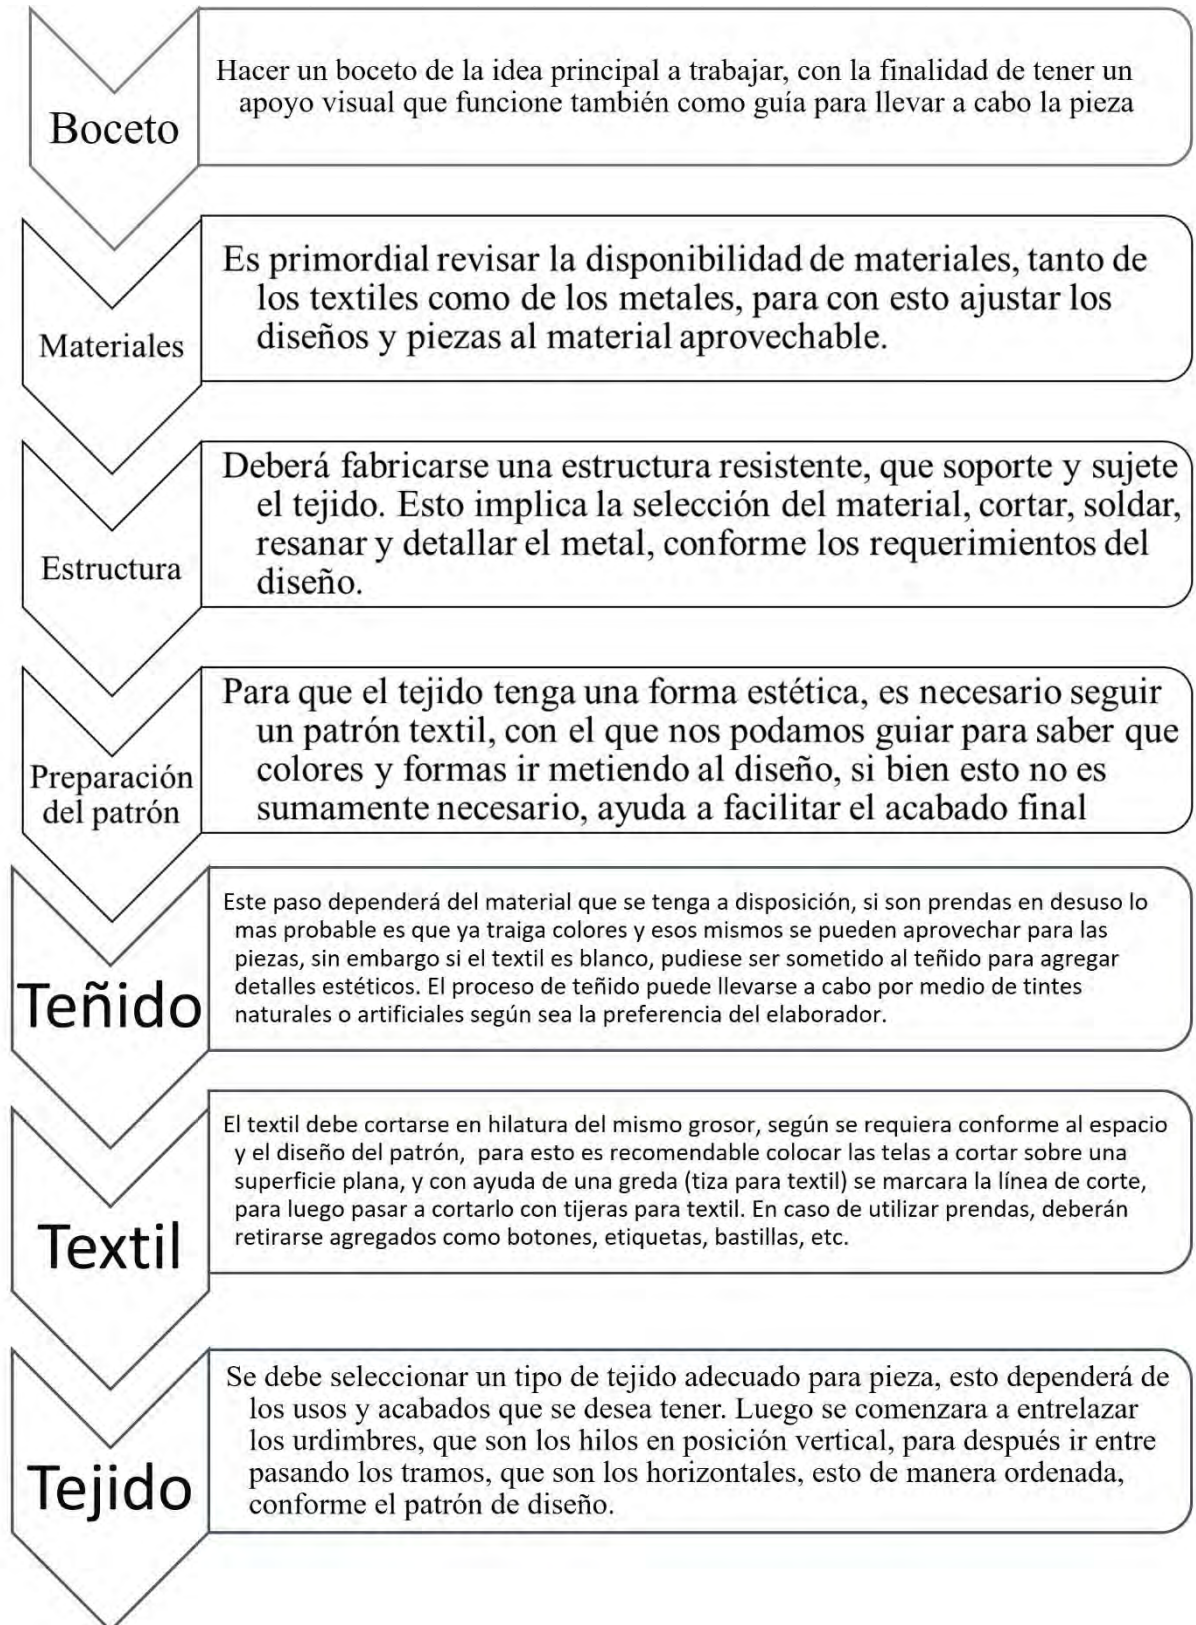 Boceto
Hacer un boceto de la idea principal a trabajar, con la finalidad de tener un
apoyo visual que funcione también como guía para llevar a cabo la pieza
Materiales
Es primordial revisar la disponibilidad de materiales, tanto de
los textiles como de los metales, para con esto ajustar los
diseños y piezas al material aprovechable.
Estructura
Deberá fabricarse una estructura resistente, que soporte y sujete
el tejido. Esto implica la selección del material, cortar, soldar,
resanar y detallar el metal, conforme los requerimientos del
diseño.
Preparación
del patrón
Para que el tejido tenga una forma estética, es necesario seguir
un patrón textil, con el que nos podamos guiar para saber que
colores y formas ir metiendo al diseño, si bien esto no es
sumamente necesario, ayuda a facilitar el acabado final
Teñido
Este paso dependerá del material que se tenga a disposición, si son prendas en desuso lo
mas probable es que ya traiga colores y esos mismos se pueden aprovechar para las
piezas, sin embargo si el textil es blanco, pudiese ser sometido al teñido para agregar
detalles estéticos. El proceso de teñido puede llevarse a cabo por medio de tintes
naturales o artificiales según sea la preferencia del elaborador.
Textil
El textil debe cortarse en hilatura del mismo grosor, según se requiera conforme al espacio
y el diseño del patrón, para esto es recomendable colocar las telas a cortar sobre una
superficie plana, y con ayuda de una greda (tiza para textil) se marcara la línea de corte,
para luego pasar a cortarlo con tijeras para textil. En caso de utilizar prendas, deberán
retirarse agregados como botones, etiquetas, bastillas, etc.
Tejido
Se debe seleccionar un tipo de tejido adecuado para pieza, esto dependerá de
los usos y acabados que se desea tener. Luego se comenzara a entrelazar
los urdimbres, que son los hilos en posición vertical, para después ir entre
pasando los tramos, que son los horizontales, esto de manera ordenada,
conforme el patrón de diseño.